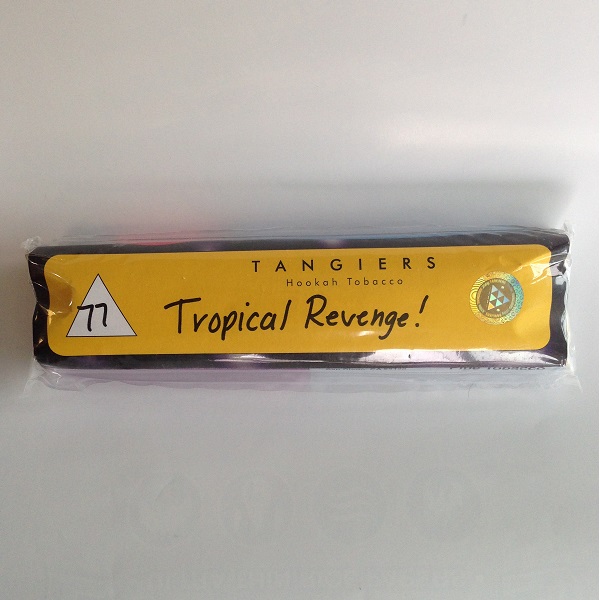 TANGIERS
Hookah Tobacco
77
Tropical Revenge!